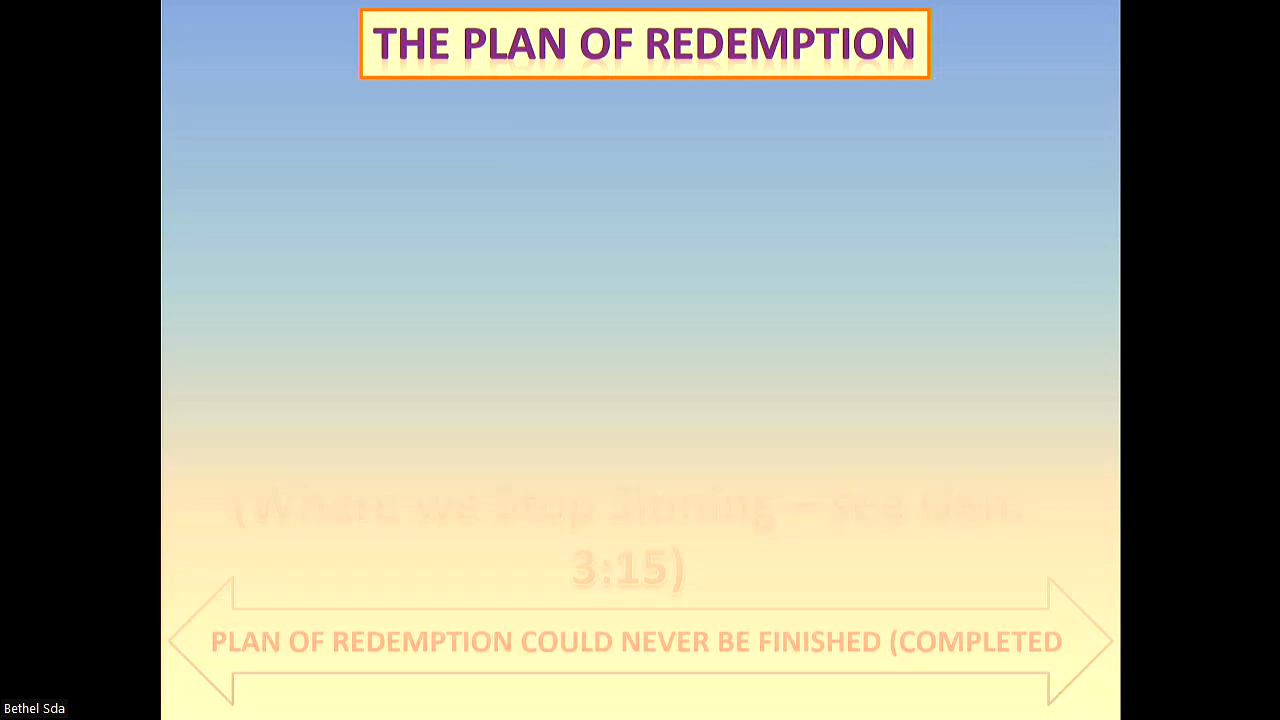 THE PLAN OF REDEMPTION
(Where we Stop Sinning – see Gen.
3:15)
PLAN OF REDEMPTION COULD NEVER BE FINISHED (COMPLETED
Bethel Sda